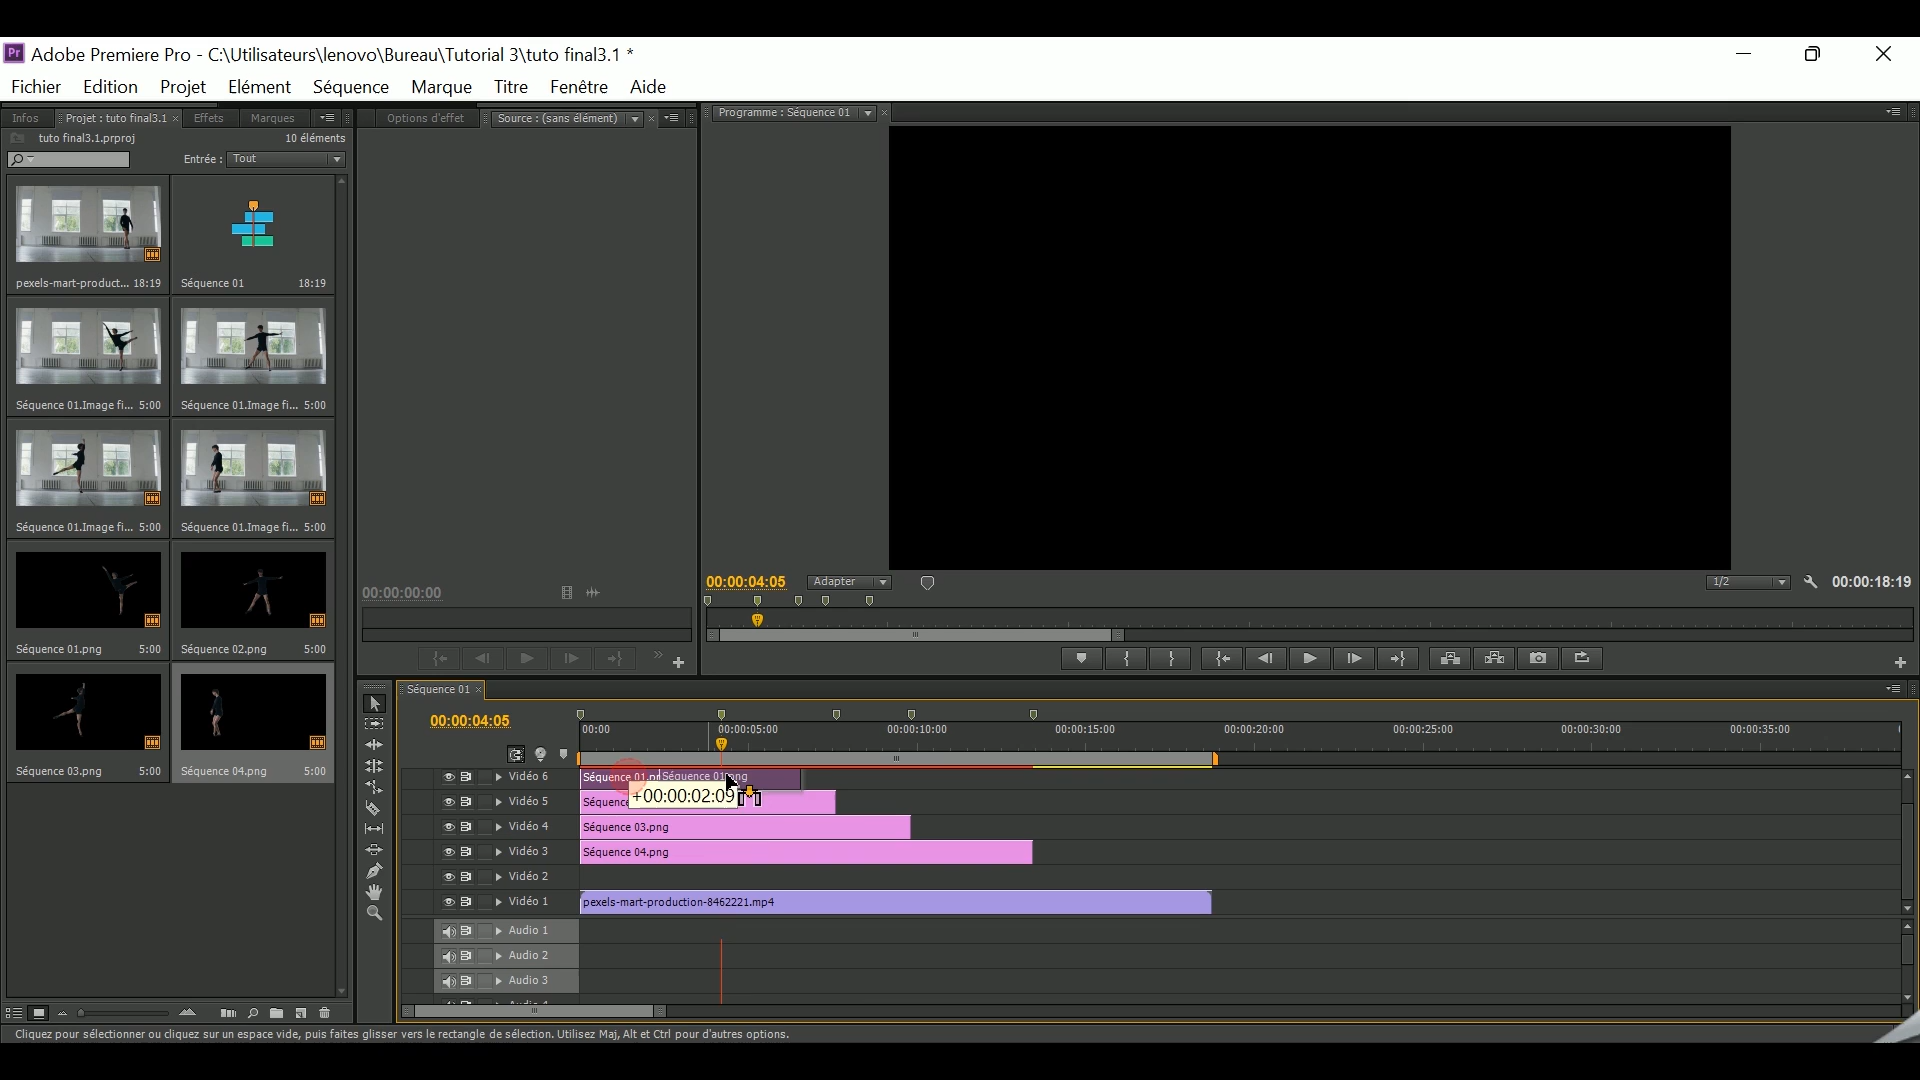 Adobe Premiere Pro - C:\Utilisateurs\lenovo\Bureau\Tutorial 3\tuto final3.1 *
Fichier Edition Projet Elément Séquence Marque Titre Fenêtre Aide
Infos Projet : tuto final3.1 Effets Marques
tuto final3.1.prproj 10 éléments
Entrée : Tout
pexels-mart-product... 18:19 Séquence 01 18:19
Séquence 01.Image fi... 5:00 Séquence 01.Image fi... 5:00
Séquence 01.Image fi... 5:00 Séquence 01.Image fi... 5:00
Séquence 01.png 5:00 Séquence 02.png 5:00
Séquence 03.png 5:00 Séquence 04.png 5:00
Options d'effet Source : (sans élément)
00:00:00:00
Programme : Séquence 01
00:00:04:05 Adapter 1/2 00:00:18:19
Séquence 01
00:00:04:05
00:00 00:00:05:00 00:00:10:00 00:00:15:00 00:00:20:00 00:00:25:00 00:00:30:00 00:00:35:00
Vidéo 6 Séquence 01.pn Séquence 01.png
+00:00:02:09
Vidéo 5 Séquence
Vidéo 4 Séquence 03.png
Vidéo 3 Séquence 04.png
Vidéo 2
Vidéo 1 pexels-mart-production-8462221.mp4
Audio 1
Audio 2
Audio 3
Cliquez pour sélectionner ou cliquez sur un espace vide, puis faites glisser vers le rectangle de sélection. Utilisez Maj, Alt et Ctrl pour d'autres options.